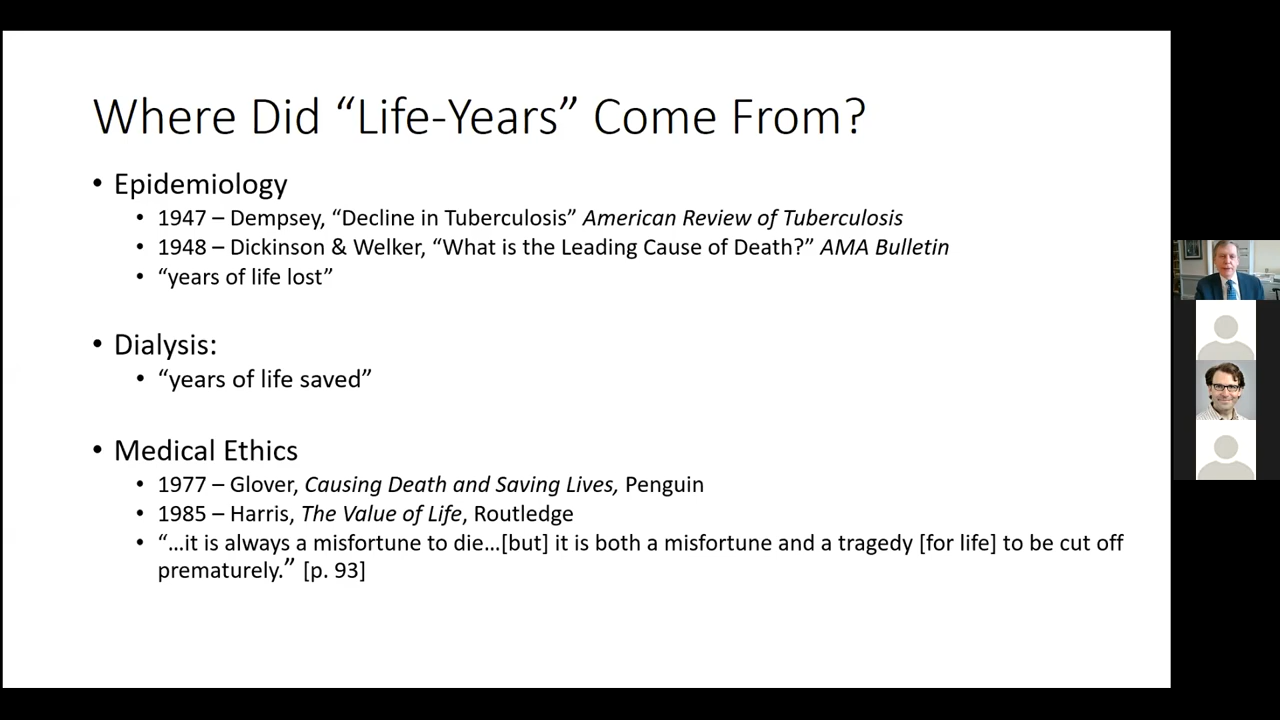 Where Did “Life-Years” Come From?
• Epidemiology
• 1947 – Dempsey, “Decline in Tuberculosis” American Review of Tuberculosis
• 1948 – Dickinson & Welker, “What is the Leading Cause of Death?” AMA Bulletin
• “years of life lost”
• Dialysis:
• “years of life saved”
• Medical Ethics
• 1977 – Glover, Causing Death and Saving Lives, Penguin
• 1985 – Harris, The Value of Life, Routledge
• “…it is always a misfortune to die…[but] it is both a misfortune and a tragedy [for life] to be cut off
prematurely.” [p. 93]